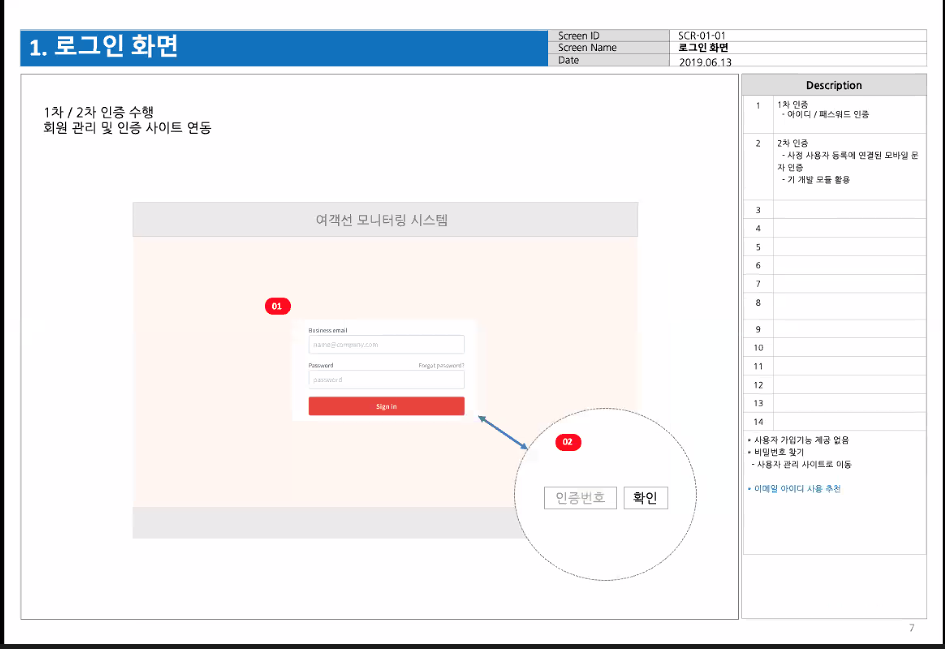 1. 로그인 화면
Screen ID SCR-01-01
Screen Name 로그인 화면
Date 2019.06.13
1차 / 2차 인증 수행
회원 관리 및 인증 사이트 연동
여객선 모니터링 시스템
01
Business email
name@company.com
Password Forgot password?
password
Sign in
02
인증번호 확인
Description
1 1차 인증
- 아이디 / 패스워드 인증
2 2차 인증
- 사정 사용자 등록에 연결된 모바일 문
자 인증
- 기 개발 모듈 활용
3
4
5
6
7
8
9
10
11
12
13
14
• 사용자 가입기능 제공 없음
• 비밀번호 찾기
- 사용자 관리 사이트로 이동
• 이메일 아이디 사용 추천
7